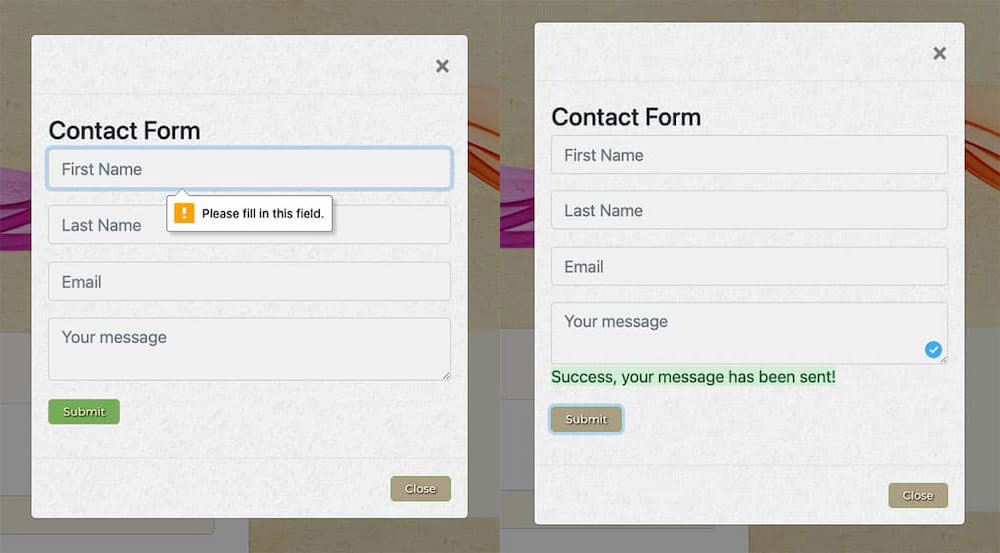 ×
Contact Form
First Name
Please fill in this field.
Last Name
Email
Your message
Submit
Close
×
Contact Form
First Name
Last Name
Email
Your message
Success, your message has been sent!
Submit
Close